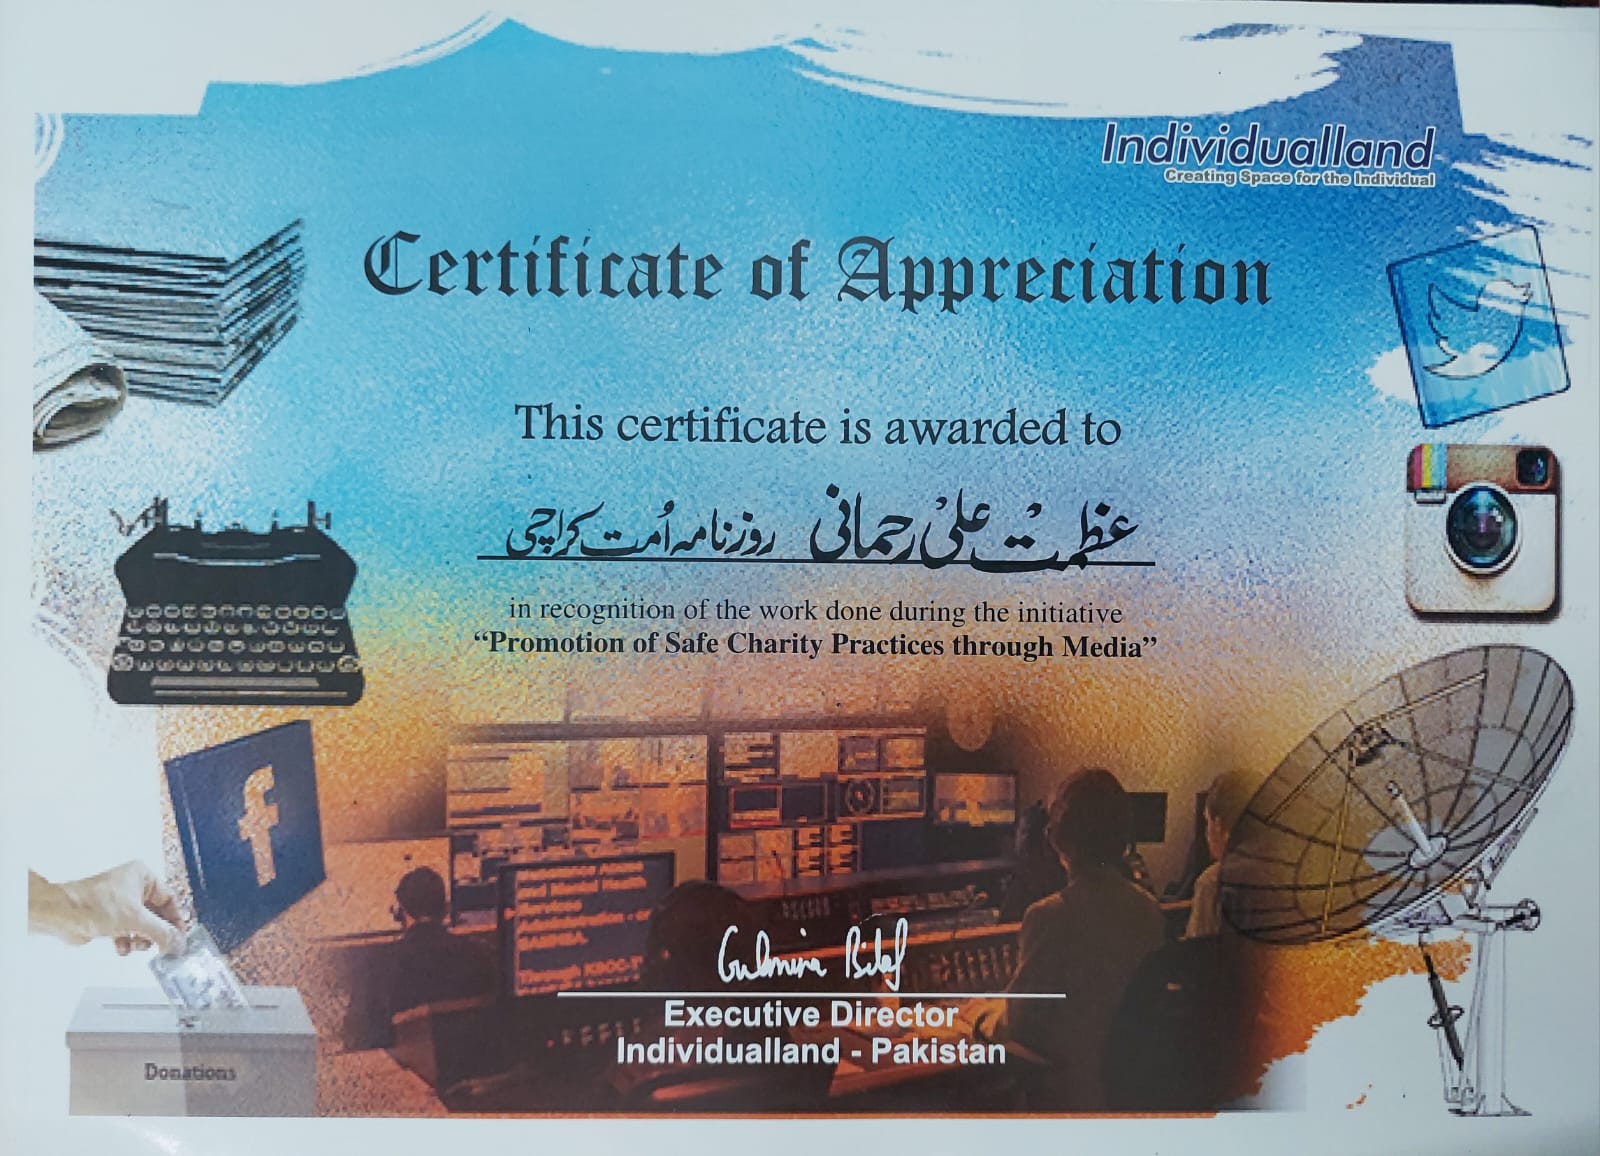 Individualland
Creating Space for the Individual
Certificate of Appreciation
This certificate is awarded to
عظمت علی رحمانی روزنامہ اُمت کراچی
in recognition of the work done during the initiative
“Promotion of Safe Charity Practices through Media”
f
Gulmina Bilal
Executive Director
Individualland - Pakistan
Donations